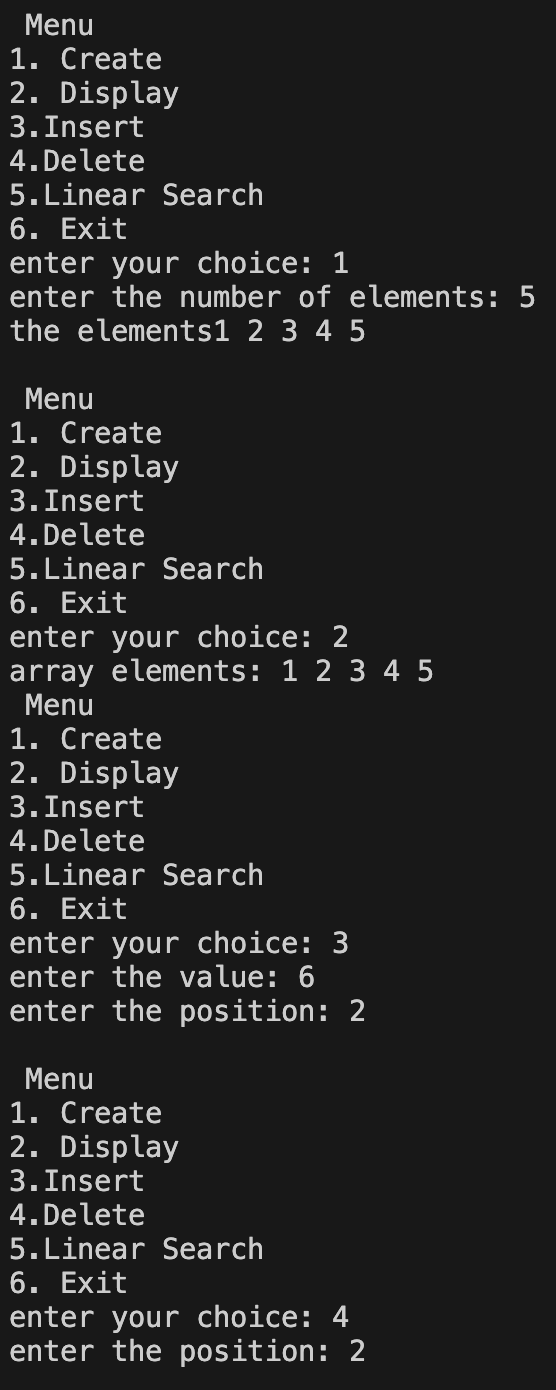 Menu
1. Create
2. Display
3.Insert
4.Delete
5.Linear Search
6. Exit
enter your choice: 1
enter the number of elements: 5
the elements1 2 3 4 5
Menu
1. Create
2. Display
3.Insert
4.Delete
5.Linear Search
6. Exit
enter your choice: 2
array elements: 1 2 3 4 5
Menu
1. Create
2. Display
3.Insert
4.Delete
5.Linear Search
6. Exit
enter your choice: 3
enter the value: 6
enter the position: 2
Menu
1. Create
2. Display
3.Insert
4.Delete
5.Linear Search
6. Exit
enter your choice: 4
enter the position: 2